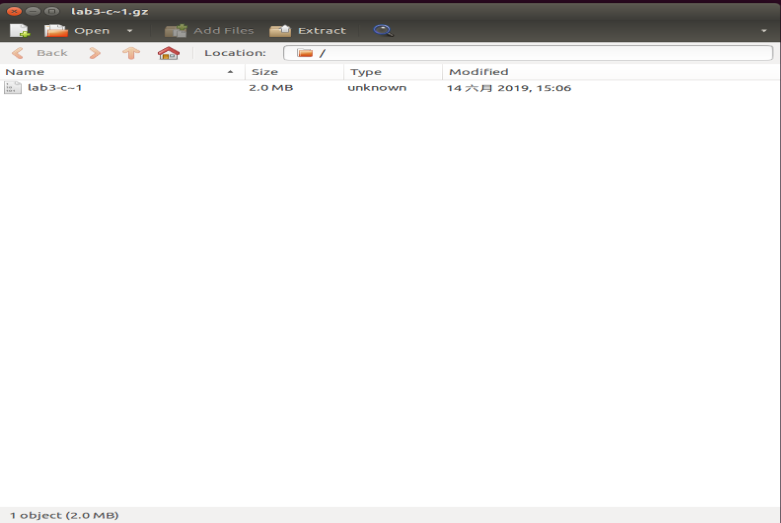 lab3-c~1.gz
Open Add Files Extract
Back Location: /
Name Size Type Modified
lab3-c~1 2.0 MB unknown 14 六月 2019, 15:06
1 object (2.0 MB)